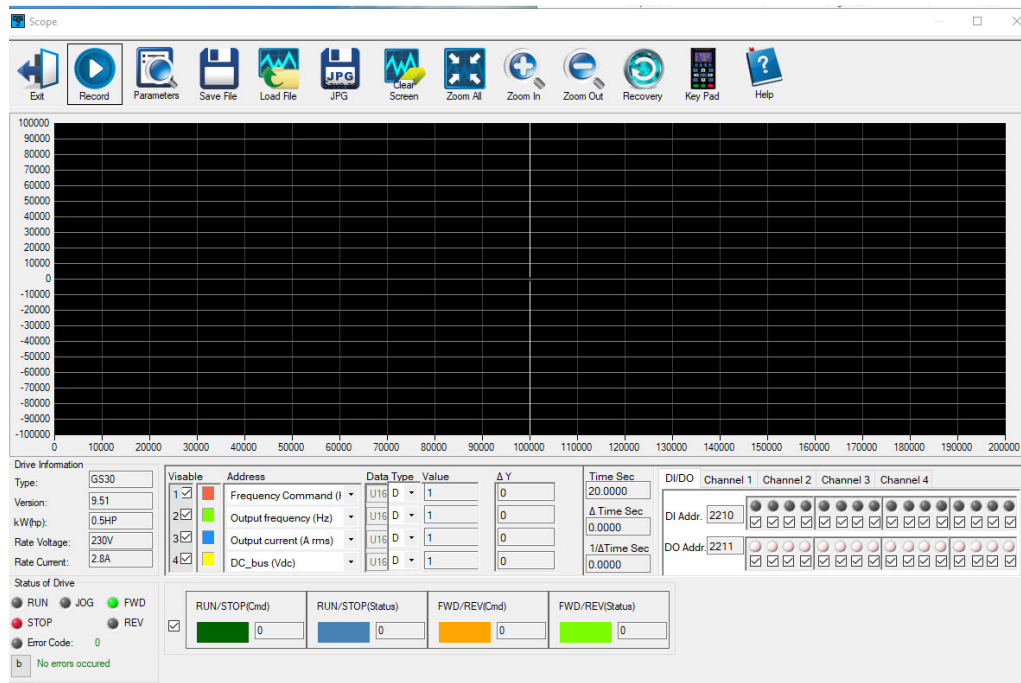 Scope
Exit Record Parameters Save File Load File JPG Save as JPG Clear Screen Zoom All Zoom In Zoom Out Recovery Key Pad Help
100000
90000
80000
70000
60000
50000
40000
30000
20000
10000
0
-10000
-20000
-30000
-40000
-50000
-60000
-70000
-80000
-90000
-100000
0 10000 20000 30000 40000 50000 60000 70000 80000 90000 100000 110000 120000 130000 140000 150000 160000 170000 180000 190000 200000
Drive Information
Type: GS30
Version: 9.51
kW(hp): 0.5HP
Rate Voltage: 230V
Rate Current: 2.8A
Visable Address Data Type Value Δ Y
1 Frequency Command (H U16 D 1 0
2 Output frequency (Hz) U16 D 1 0
3 Output current (A rms) U16 D 1 0
4 DC_bus (Vdc) U16 D 1 0
Time Sec
20.0000
Δ Time Sec
0.0000
1/ΔTime Sec
0.0000
DI/DO Channel 1 Channel 2 Channel 3 Channel 4
DI Addr. 2210
DO Addr. 2211
Status of Drive
RUN JOG FWD
STOP REV
Error Code: 0
b No errors occured
RUN/STOP(Cmd) RUN/STOP(Status) FWD/REV(Cmd) FWD/REV(Status)
0 0 0 0